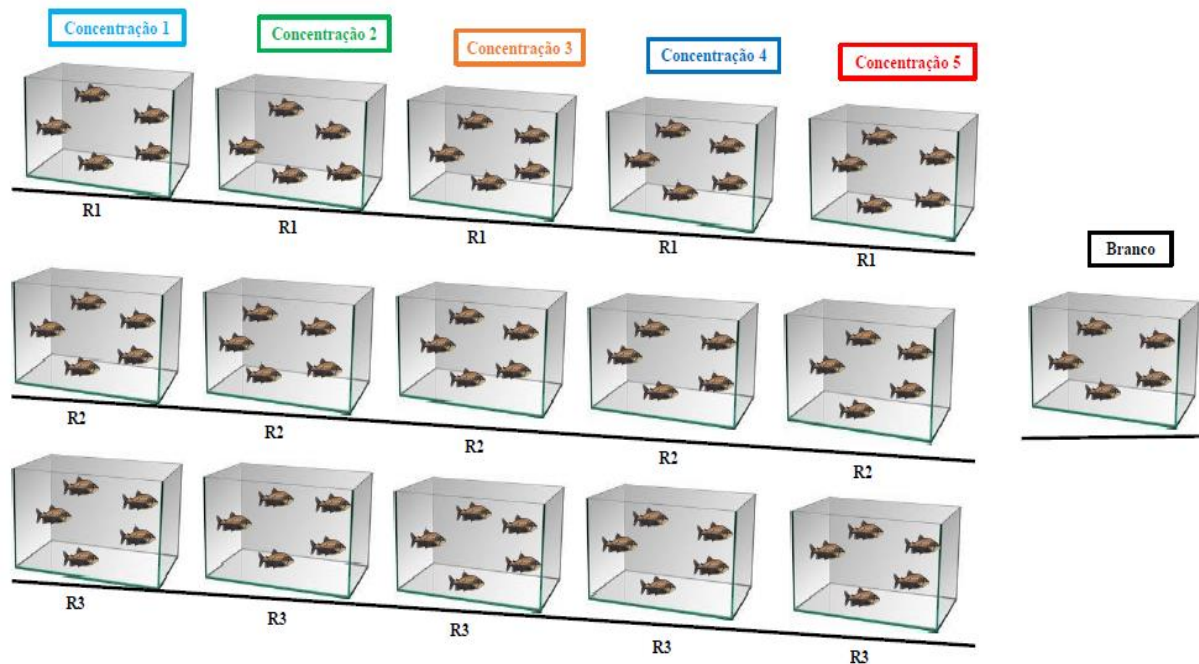 Concentração 1
Concentração 2
Concentração 3
Concentração 4
Concentração 5
R1
R1
R1
R1
R1
Branco
R2
R2
R2
R2
R2
R3
R3
R3
R3
R3